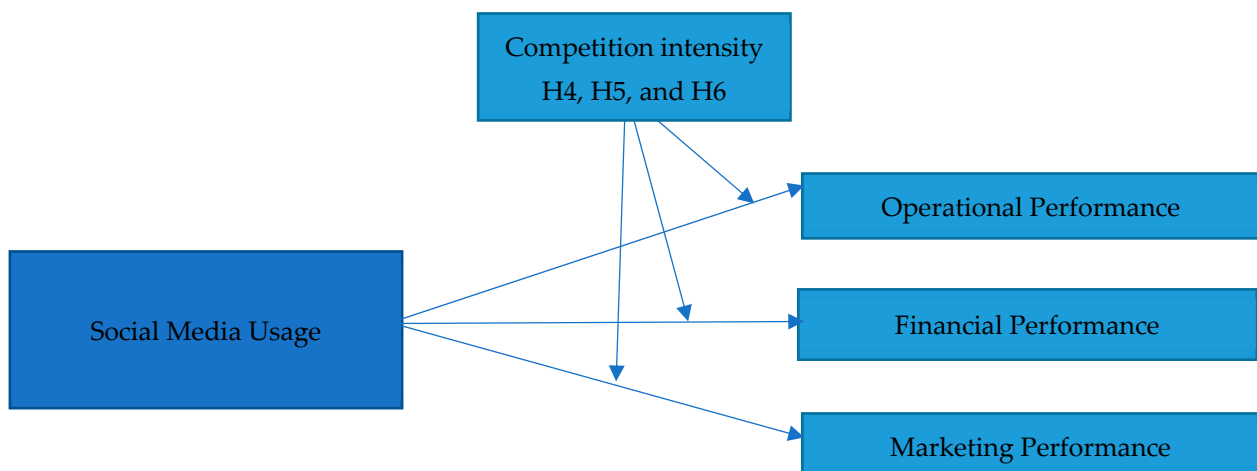 Competition intensity
H4, H5, and H6
Operational Performance
Social Media Usage
Financial Performance
Marketing Performance